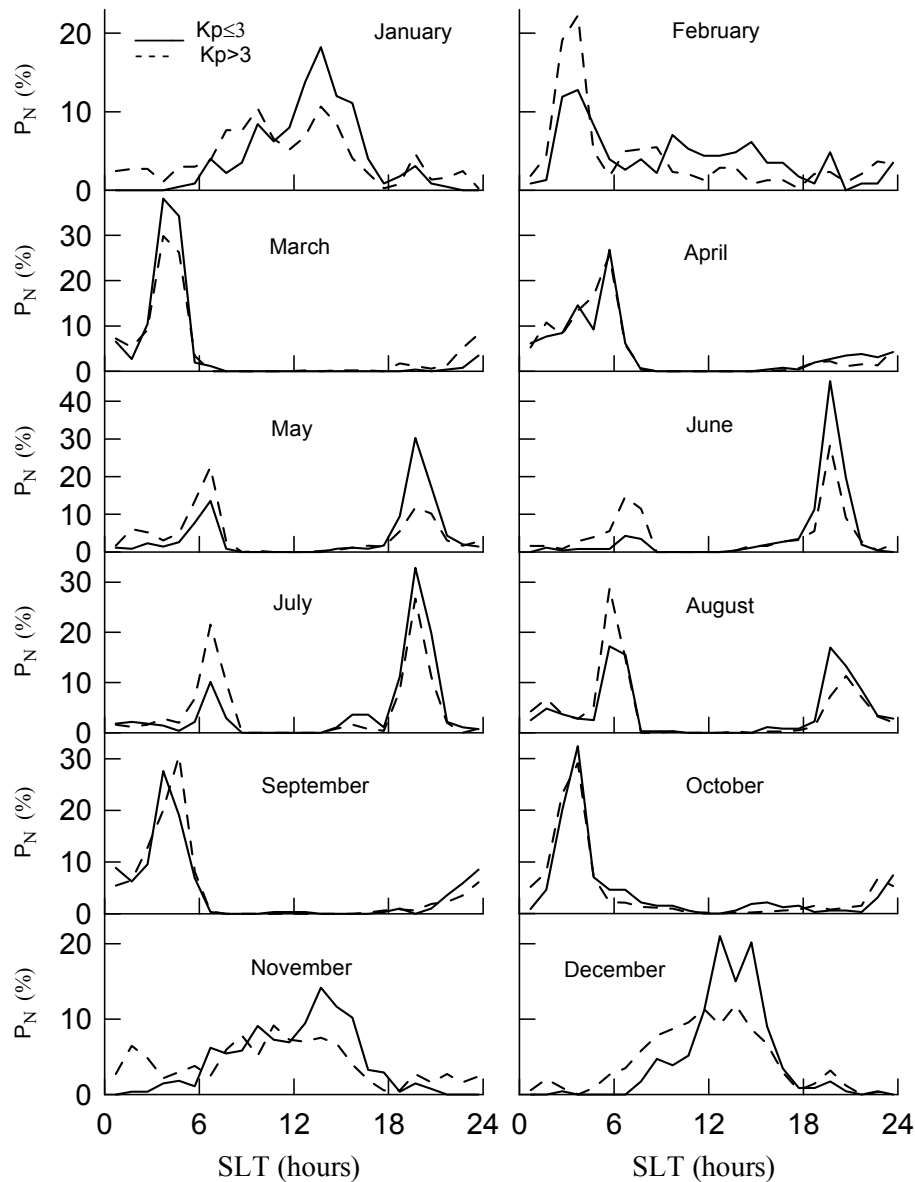 Kp≤3
Kp>3
January
February
P_N (%)
20
10
0
March
April
P_N (%)
30
20
10
0
May
June
P_N (%)
40
30
20
10
0
July
August
P_N (%)
30
20
10
0
September
October
P_N (%)
30
20
10
0
November
December
P_N (%)
20
10
0
0 6 12 18 24
0 6 12 18 24
SLT (hours)
SLT (hours)